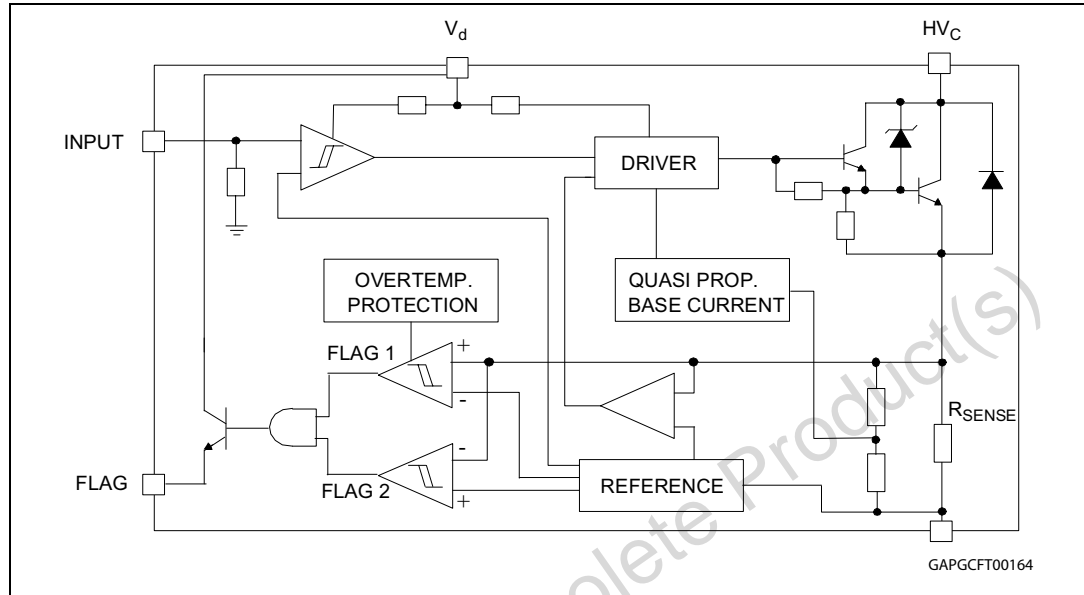 V_d
HV_C
INPUT
DRIVER
OVERTEMP.
PROTECTION
QUASI PROP.
BASE CURRENT
FLAG 1
+
-
R_SENSE
-
FLAG 2
+
REFERENCE
FLAG
GAPGCFT00164
olete Product(s)